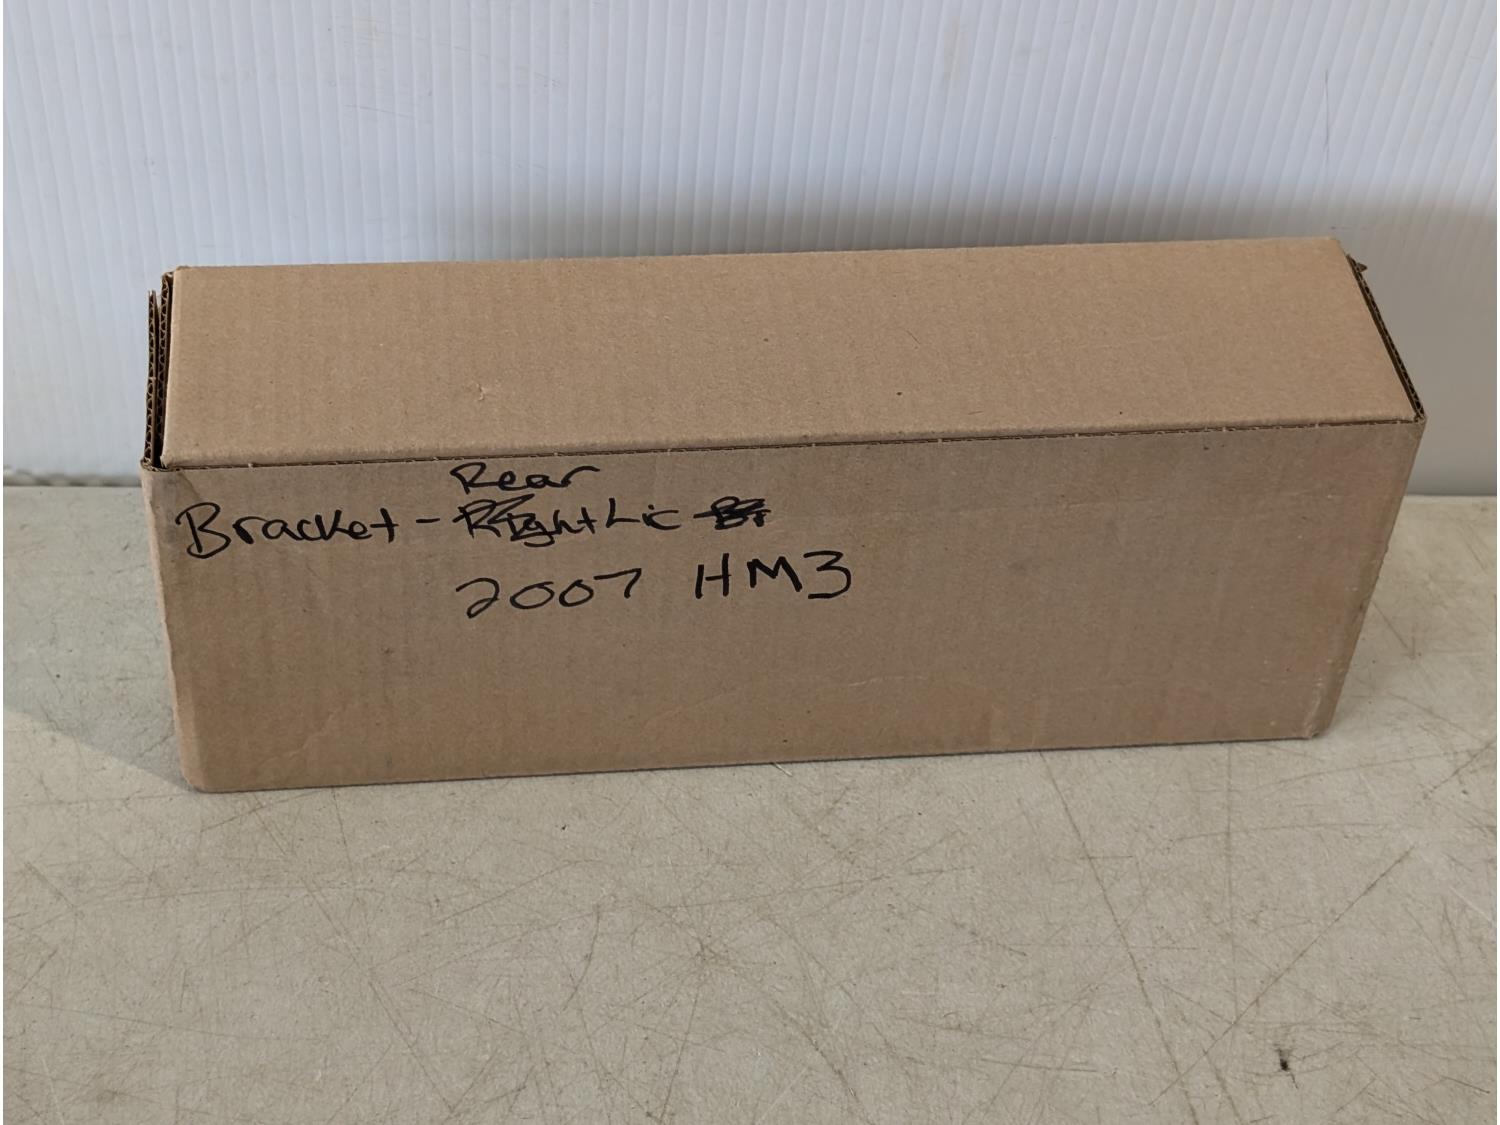 Rear
Bracket - Right Lic
2007 HM3